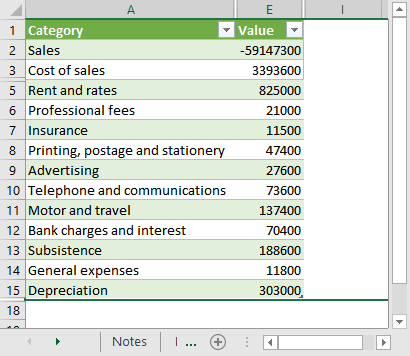 A E I
1 Category Value
2 Sales -59147300
3 Cost of sales 3393600
5 Rent and rates 825000
6 Professional fees 21000
7 Insurance 11500
8 Printing, postage and stationery 47400
9 Advertising 27600
10 Telephone and communications 73600
11 Motor and travel 137400
12 Bank charges and interest 70400
13 Subsistence 188600
14 General expenses 11800
15 Depreciation 303000
18
Notes I ...